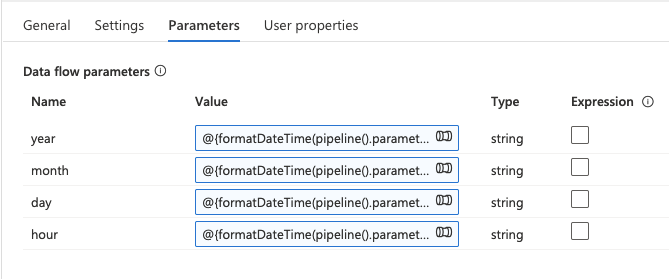 General Settings Parameters User properties
Data flow parameters
Name Value Type Expression
year @{formatDateTime(pipeline().paramet... string
month @{formatDateTime(pipeline().paramet... string
day @{formatDateTime(pipeline().paramet... string
hour @{formatDateTime(pipeline().paramet... string